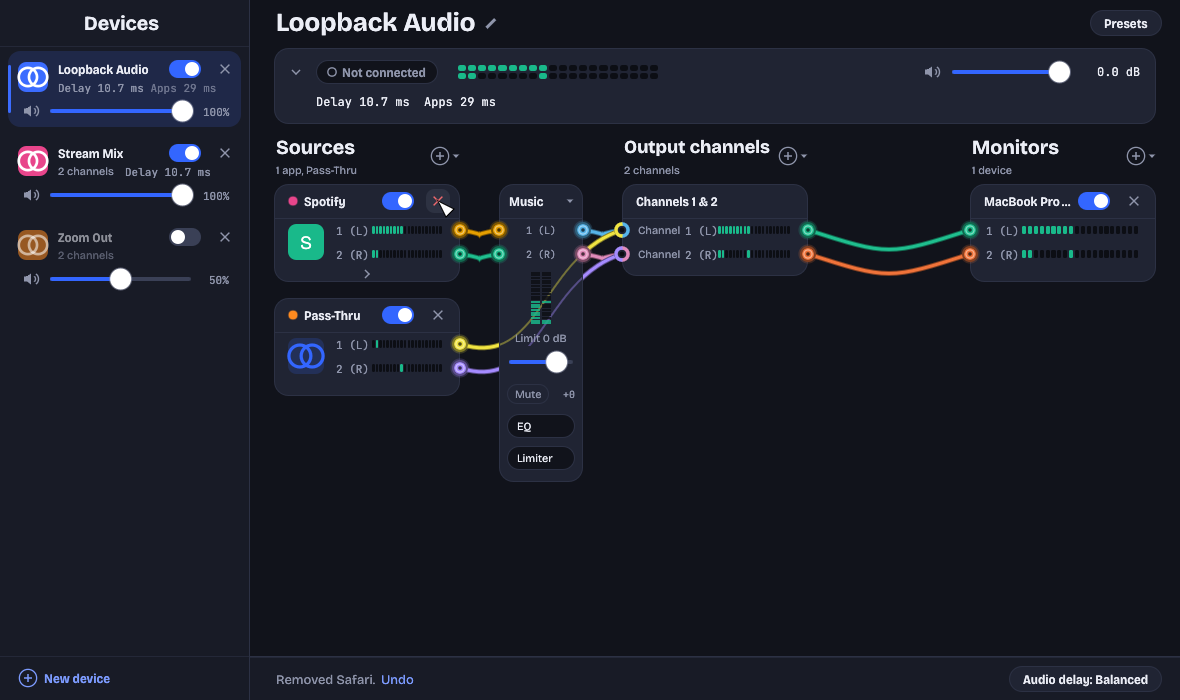 Devices
Loopback Audio
Delay 10.7 ms Apps 29 ms
100%
Stream Mix
2 channels Delay 10.7 ms
100%
Zoom Out
2 channels
50%
New device
Loopback Audio
Presets
Not connected
0.0 dB
Delay 10.7 ms Apps 29 ms
Sources
1 app, Pass-Thru
Spotify
S
1 (L)
2 (R)
Pass-Thru
1 (L)
2 (R)
Music
1 (L)
2 (R)
Limit 0 dB
Mute +0
EQ
Limiter
Output channels
2 channels
Channels 1 & 2
Channel 1 (L)
Channel 2 (R)
Monitors
1 device
MacBook Pro ...
1 (L)
2 (R)
Removed Safari. Undo
Audio delay: Balanced